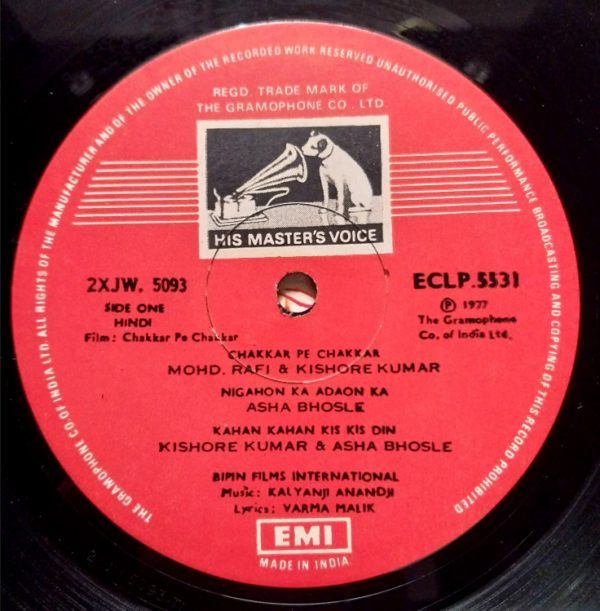 THE GRAMOPHONE CO. OF INDIA LTD. ALL RIGHTS OF THE MANUFACTURER AND OF THE OWNER OF THE RECORDED WORK RESERVED UNAUTHORISED PUBLIC PERFORMANCE BROADCASTING AND COPYING OF THIS RECORD PROHIBITED
REGD. TRADE MARK OF
THE GRAMOPHONE CO., LTD.
HIS MASTER'S VOICE
2XJW. 5093
ECLP.5531
SIDE ONE
HINDI
Film: Chakkar Pe Chakkar
Ⓟ 1977
The Gramophone
Co. of India Ltd.
CHAKKAR PE CHAKKAR
MOHD. RAFI & KISHORE KUMAR
NIGAHON KA ADAON KA
ASHA BHOSLE
KAHAN KAHAN KIS KIS DIN
KISHORE KUMAR & ASHA BHOSLE
BIPIN FILMS INTERNATIONAL
Music: KALYANJI ANANDJI
Lyrics: VARMA MALIK
EMI
MADE IN INDIA